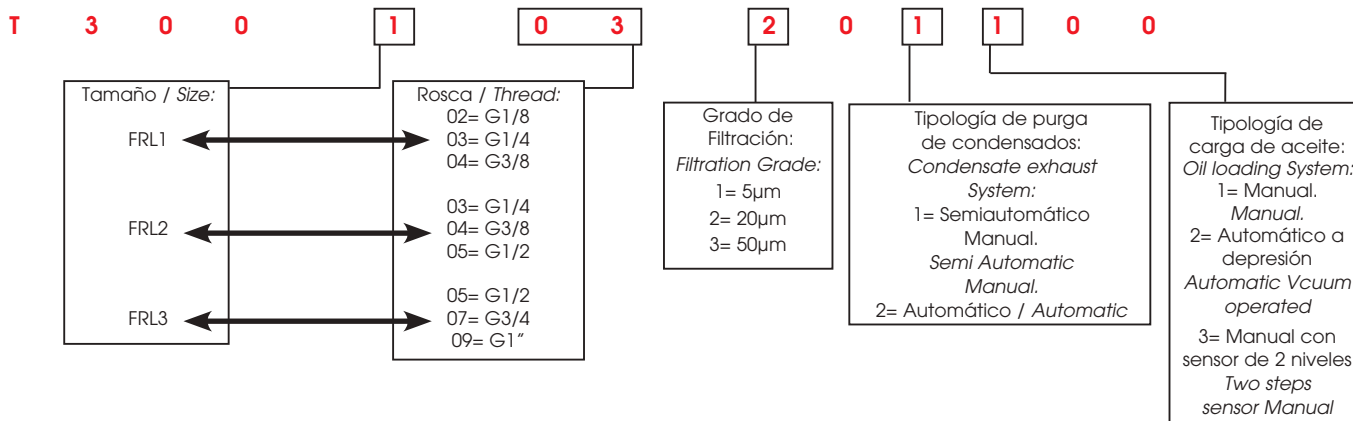 T 3 0 0 1 0 3 2 0 1 1 0 0
Tamaño / Size:
FRL1
FRL2
FRL3
Rosca / Thread:
02= G1/8
03= G1/4
04= G3/8
03= G1/4
04= G3/8
05= G1/2
05= G1/2
07= G3/4
09= G1"
Grado de
Filtración:
Filtration Grade:
1= 5µm
2= 20µm
3= 50µm
Tipología de purga
de condensados:
Condensate exhaust
System:
1= Semiautomático
Manual.
Semi Automatic
Manual.
2= Automático / Automatic
Tipología de
carga de aceite:
Oil loading System:
1= Manual.
Manual.
2= Automático a
depresión
Automatic Vcuum
operated
3= Manual con
sensor de 2 niveles
Two steps
sensor Manual